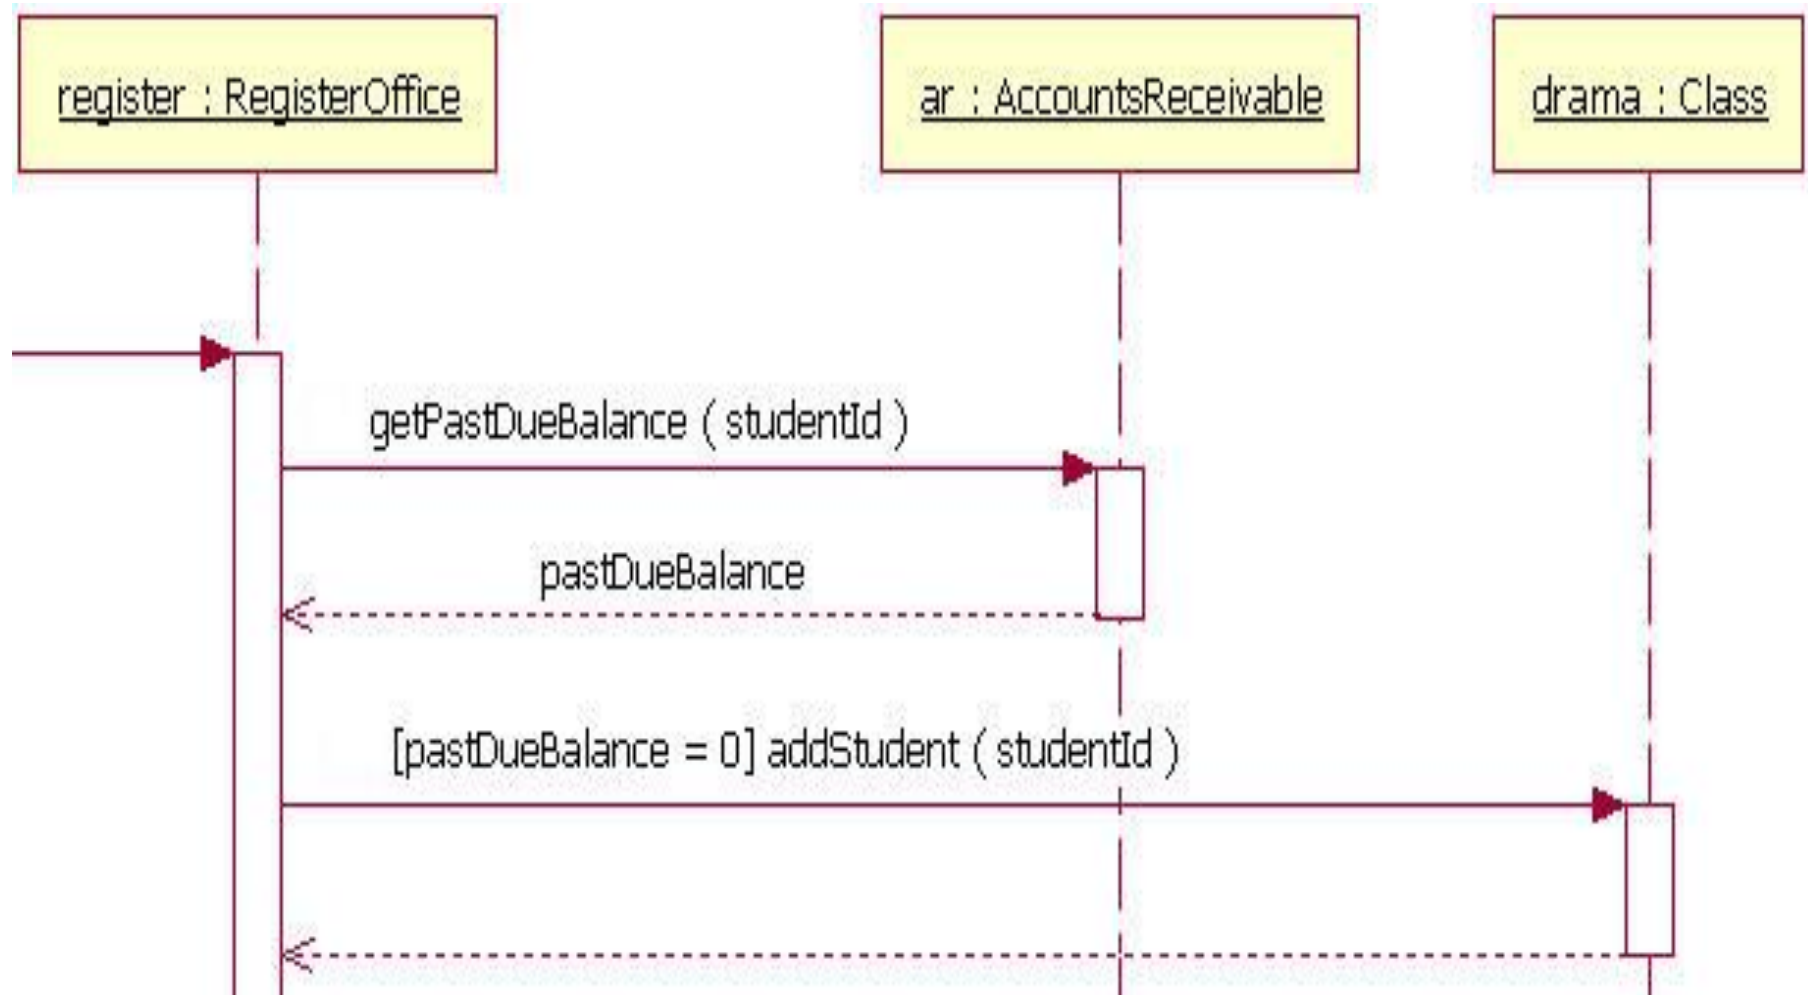 register : RegisterOffice
ar : AccountsReceivable
drama : Class
getPastDueBalance ( studentId )
pastDueBalance
[pastDueBalance = 0] addStudent ( studentId )